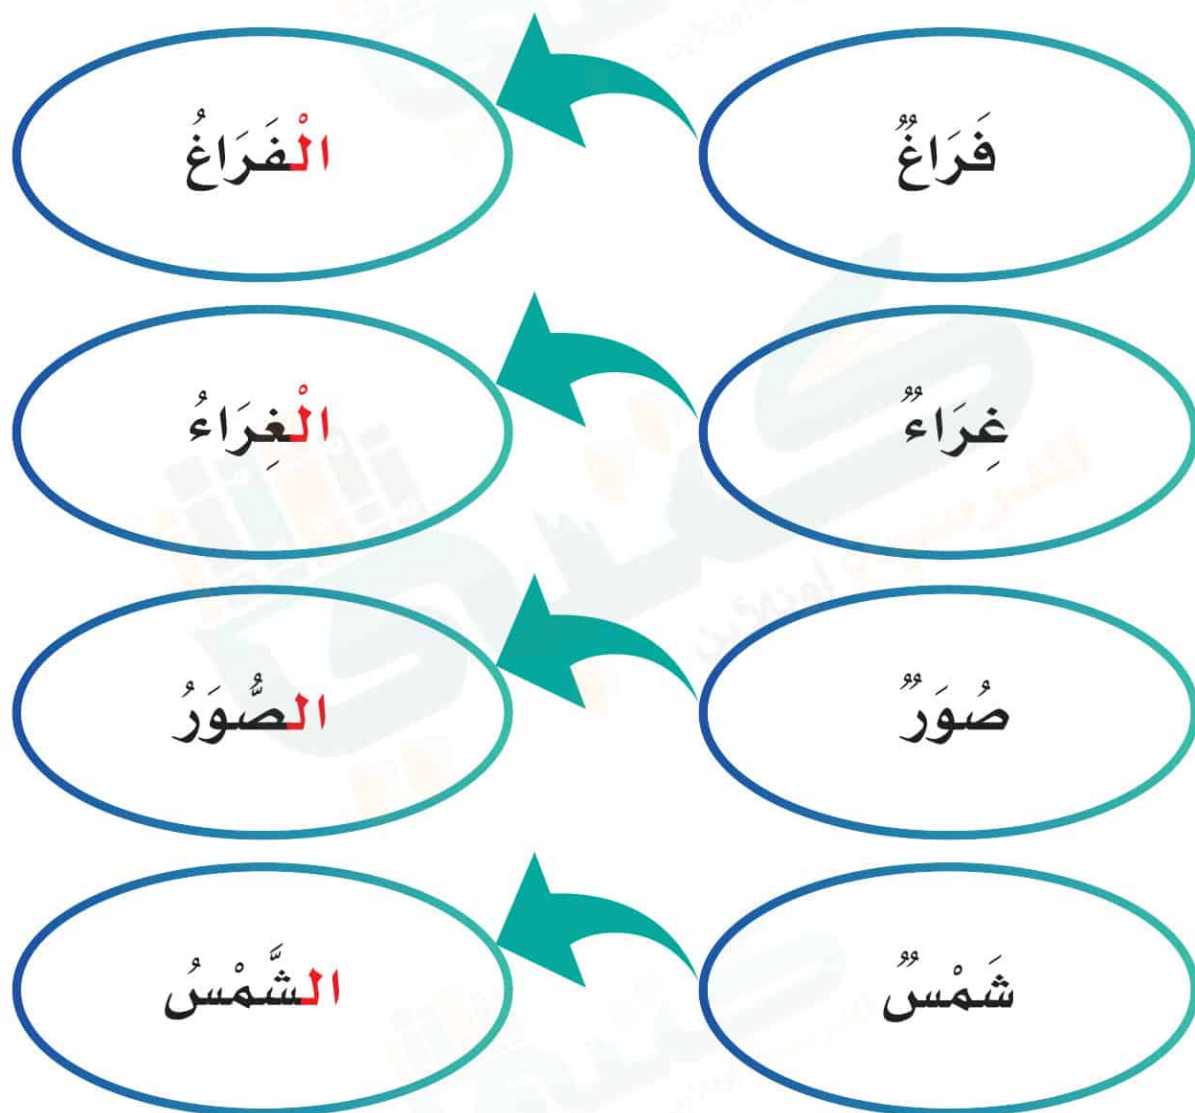 فَرَاغٌ الْفَرَاغُ
غِرَاءٌ الْغِرَاءُ
صُوَرٌ الصُّوَرُ
شَمْسٌ الشَّمْسُ